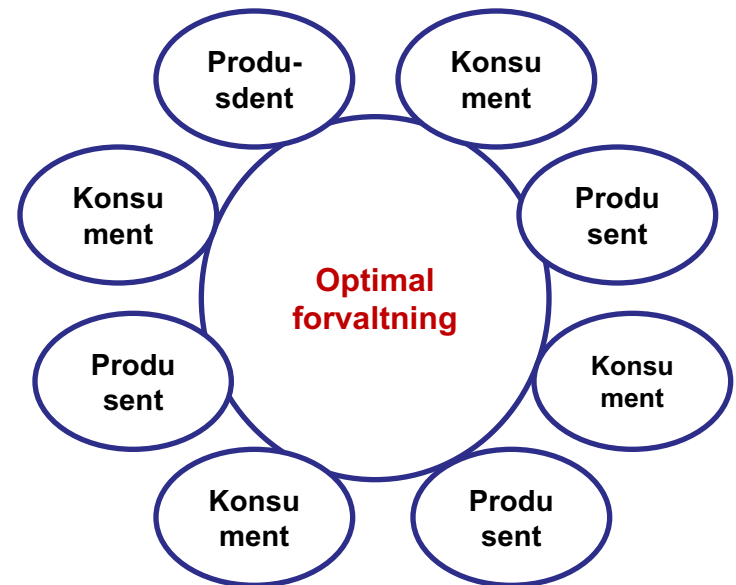 Produ-
sdent
Konsu
ment
Konsu
ment
Produ
sent
Optimal
forvaltning
Produ
sent
Konsu
ment
Konsu
ment
Produ
sent